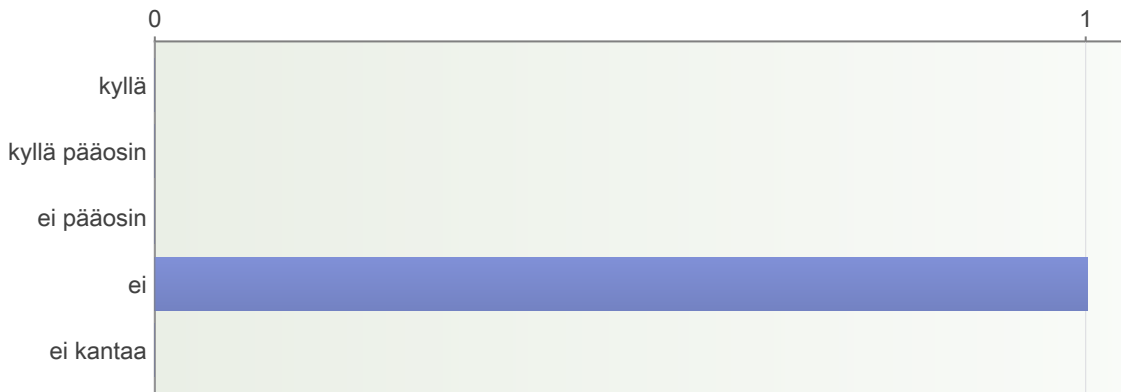 0 1
kyllä
kyllä pääosin
ei pääosin
ei
ei kantaa